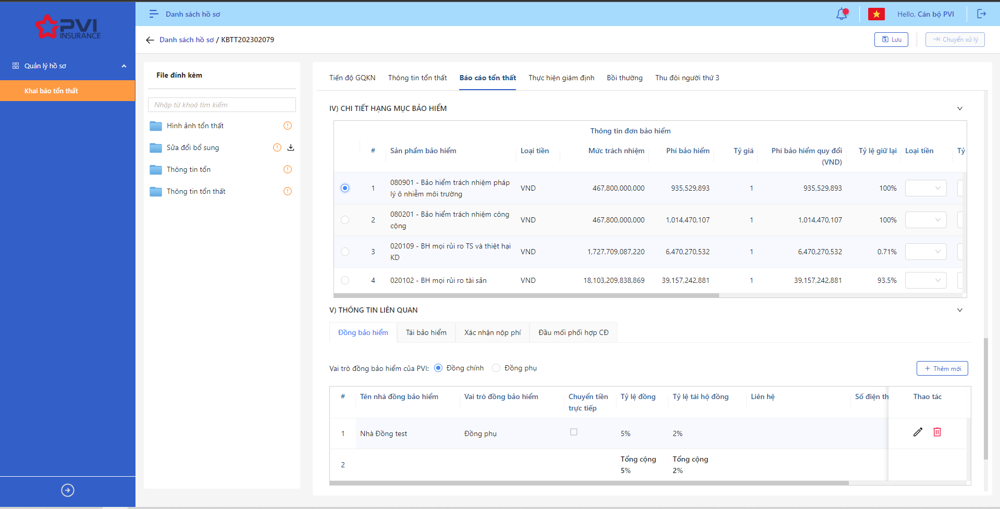 PVI
INSURANCE
Quản lý hồ sơ
Khai báo tổn thất
Danh sách hồ sơ
Hello, Cán bộ PVI
Danh sách hồ sơ / KBTT202302079
Lưu
Chuyển xử lý
File đính kèm
Nhập từ khoá tìm kiếm
Hình ảnh tổn thất
Sửa đổi bổ sung
Thông tin tổn
Thông tin tổn thất
Tiến độ GQKN
Thông tin tổn thất
Báo cáo tổn thất
Thực hiện giám định
Bồi thường
Thu đòi người thứ 3
IV) CHI TIẾT HẠNG MỤC BẢO HIỂM
Thông tin đơn bảo hiểm
# Sản phẩm bảo hiểm Loại tiền Mức trách nhiệm Phí bảo hiểm Tỷ giá Phí bảo hiểm quy đổi Tỷ lệ giữ lại Loại tiền Tỷ
(VND)
1 080901 - Bảo hiểm trách nhiệm pháp VND 467,800,000,000 935,529,893 1 935,529,893 100%
lý ô nhiễm môi trường
2 080201 - Bảo hiểm trách nhiệm công VND 467,800,000,000 1,014,470,107 1 1,014,470,107 100%
cộng
3 020109 - BH mọi rủi ro TS và thiệt hại VND 1,727,709,087,220 6,470,270,532 1 6,470,270,532 0.71%
KD
4 020102 - BH mọi rủi ro tài sản VND 18,103,209,838,869 39,157,242,881 1 39,157,242,881 93.5%
V) THÔNG TIN LIÊN QUAN
Đồng bảo hiểm
Tái bảo hiểm
Xác nhận nộp phí
Đầu mối phối hợp CĐ
Vai trò đồng bảo hiểm của PVI: Đồng chính Đồng phụ
+ Thêm mới
# Tên nhà đồng bảo hiểm Vai trò đồng bảo hiểm Chuyển tiền Tỷ lệ đồng Tỷ lệ tái hộ đồng Liên hệ Số điện th Thao tác
trực tiếp
1 Nhà Đồng test Đồng phụ 5% 2%
2 Tổng cộng Tổng cộng
5% 2%